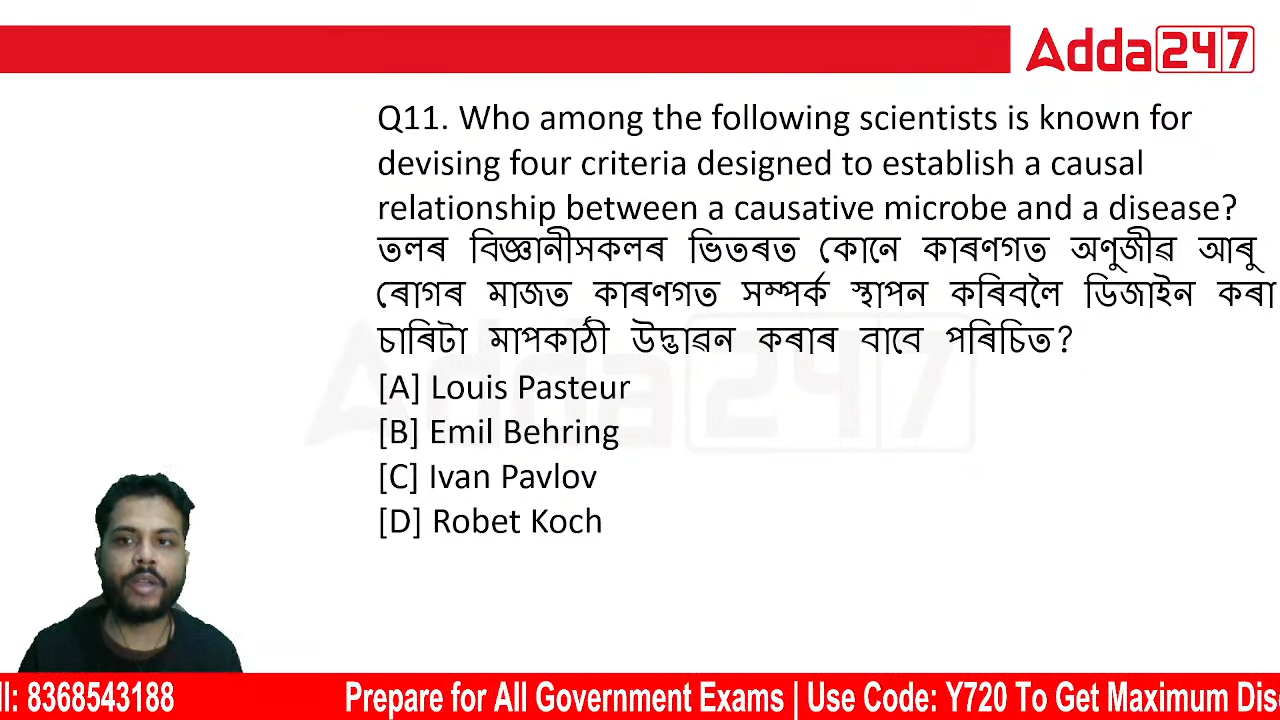 Adda247
Q11. Who among the following scientists is known for
devising four criteria designed to establish a causal
relationship between a causative microbe and a disease?
তলৰ বিজ্ঞানীসকলৰ ভিতৰত কোনে কাৰণগত অণুজীৱ আৰু
ৰোগৰ মাজত কাৰণগত সম্পৰ্ক স্থাপন কৰিবলৈ ডিজাইন কৰা
চাৰিটা মাপকাঠী উদ্ভাৱন কৰাৰ বাবে পৰিচিত?
[A] Louis Pasteur
[B] Emil Behring
[C] Ivan Pavlov
[D] Robet Koch
Adda247
ll: 8368543188 Prepare for All Government Exams | Use Code: Y720 To Get Maximum Dis